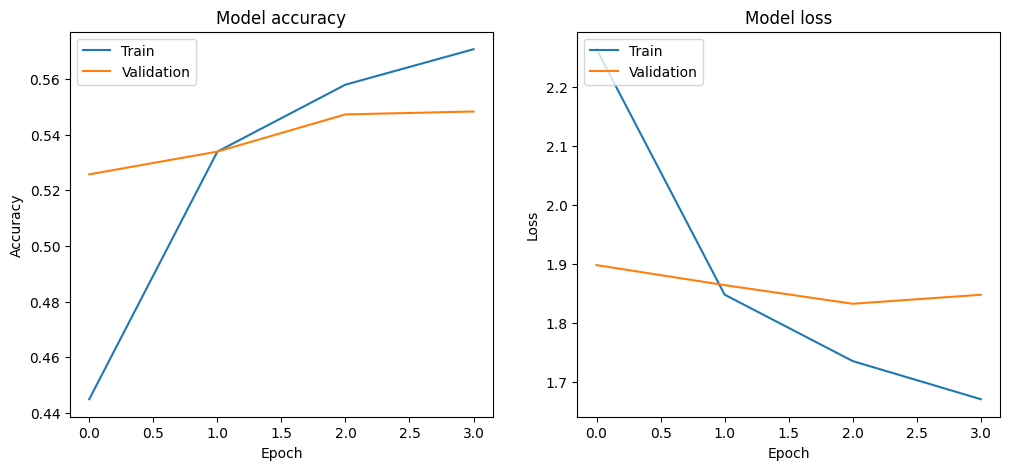 Model accuracy
Train
Validation
0.56
0.54
0.52
0.50
0.48
0.46
0.44
Accuracy
0.0 0.5 1.0 1.5 2.0 2.5 3.0
Epoch
Model loss
Train
Validation
2.2
2.1
2.0
1.9
1.8
1.7
Loss
0.0 0.5 1.0 1.5 2.0 2.5 3.0
Epoch